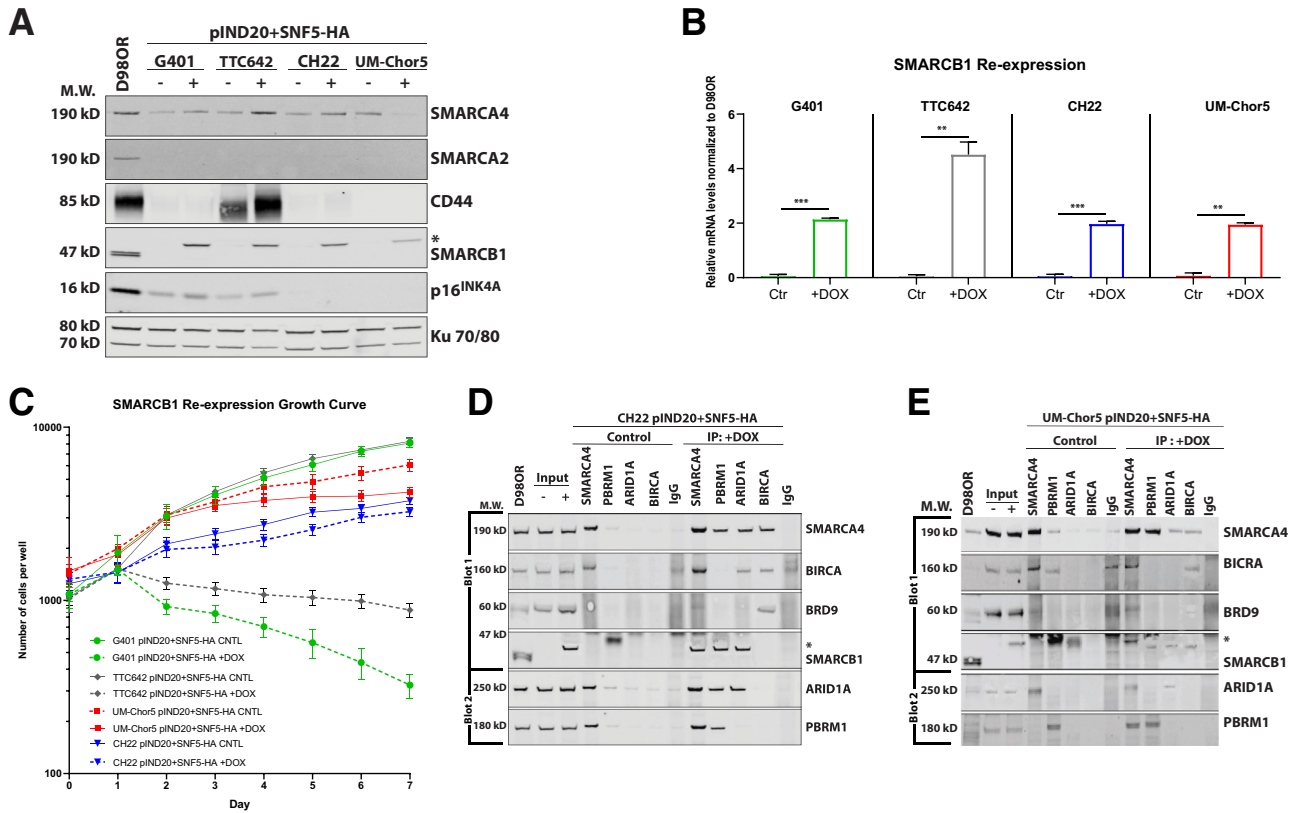 A
pIND20+SNF5-HA
D98OR
G401 TTC642 CH22 UM-Chor5
M.W. - + - + - + - +
190 kD SMARCA4
190 kD SMARCA2
85 kD CD44
*
47 kD SMARCB1
16 kD p16INK4A
80 kD
70 kD Ku 70/80
B
SMARCB1 Re-expression
G401 TTC642 CH22 UM-Chor5
Relative mRNA levels normalized to D98OR
6
4
2
0
*** ** *** **
Ctr +DOX Ctr +DOX Ctr +DOX Ctr +DOX
C
SMARCB1 Re-expression Growth Curve
Number of cells per well
10000
1000
100
G401 pIND20+SNF5-HA CNTL
G401 pIND20+SNF5-HA +DOX
TTC642 pIND20+SNF5-HA CNTL
TTC642 pIND20+SNF5-HA +DOX
UM-Chor5 pIND20+SNF5-HA CNTL
UM-Chor5 pIND20+SNF5-HA +DOX
CH22 pIND20+SNF5-HA CNTL
CH22 pIND20+SNF5-HA +DOX
0 1 2 3 4 5 6 7
Day
D
CH22 pIND20+SNF5-HA
Control IP: +DOX
D98OR Input SMARCA4 PBRM1 ARID1A BIRCA IgG SMARCA4 PBRM1 ARID1A BIRCA IgG
M.W. - +
Blot 1
190 kD SMARCA4
160 kD BIRCA
60 kD BRD9
47 kD *
SMARCB1
Blot 2
250 kD ARID1A
180 kD PBRM1
E
UM-Chor5 pIND20+SNF5-HA
Control IP : +DOX
D98OR Input SMARCA4 PBRM1 ARID1A BIRCA IgG SMARCA4 PBRM1 ARID1A BIRCA IgG
M.W. - +
Blot 1
190 kD SMARCA4
160 kD BICRA
60 kD BRD9
*
47 kD SMARCB1
Blot 2
250 kD ARID1A
180 kD PBRM1